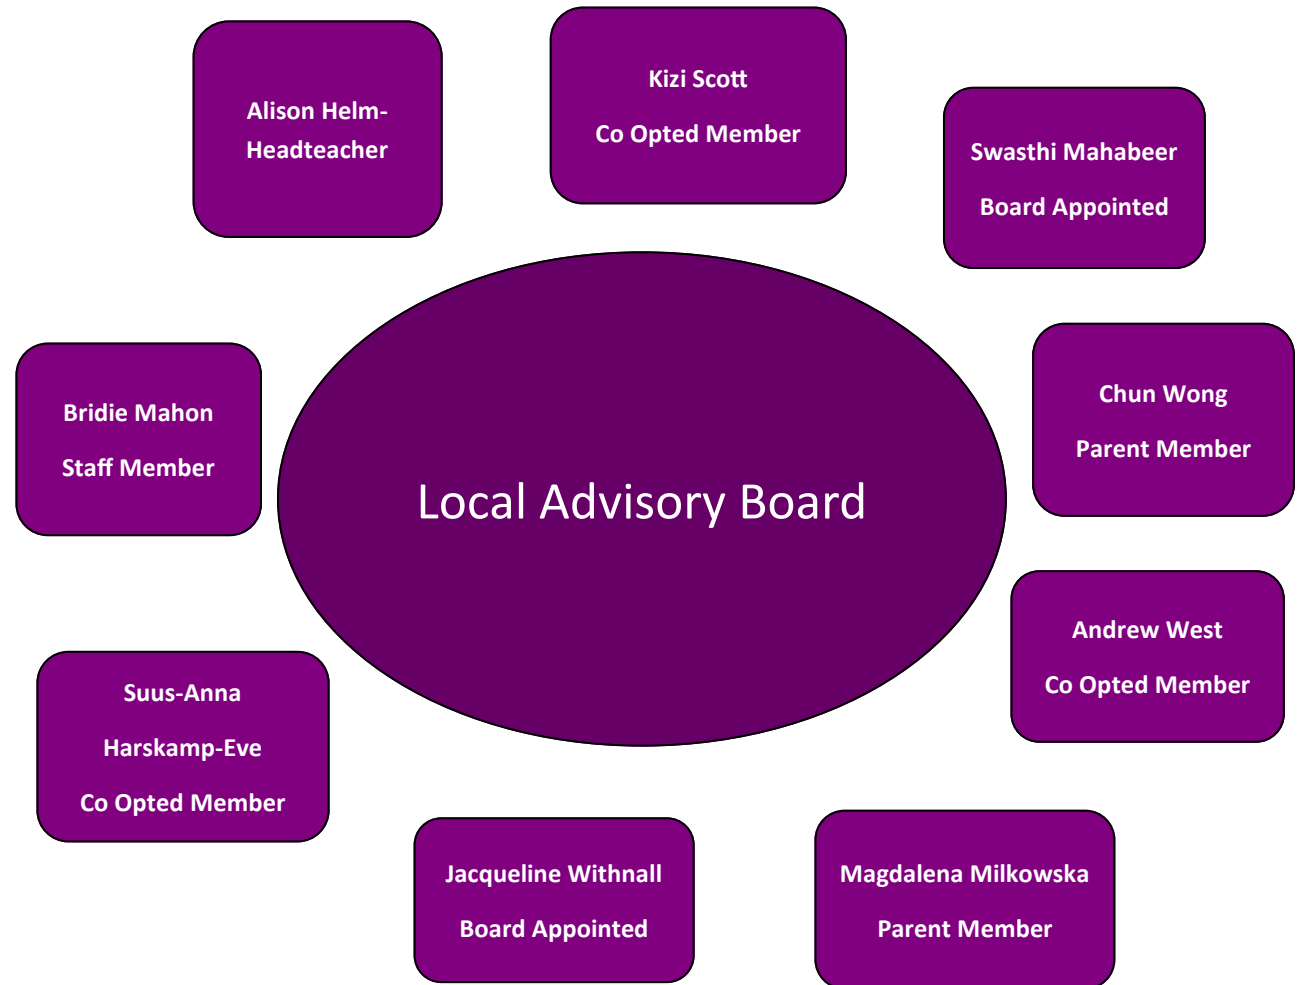 Alison Helm-
Headteacher
Kizi Scott
Co Opted Member
Swasthi Mahabeer
Board Appointed
Chun Wong
Parent Member
Bridie Mahon
Staff Member
Local Advisory Board
Andrew West
Co Opted Member
Suus-Anna
Harskamp-Eve
Co Opted Member
Jacqueline Withnall
Board Appointed
Magdalena Milkowska
Parent Member